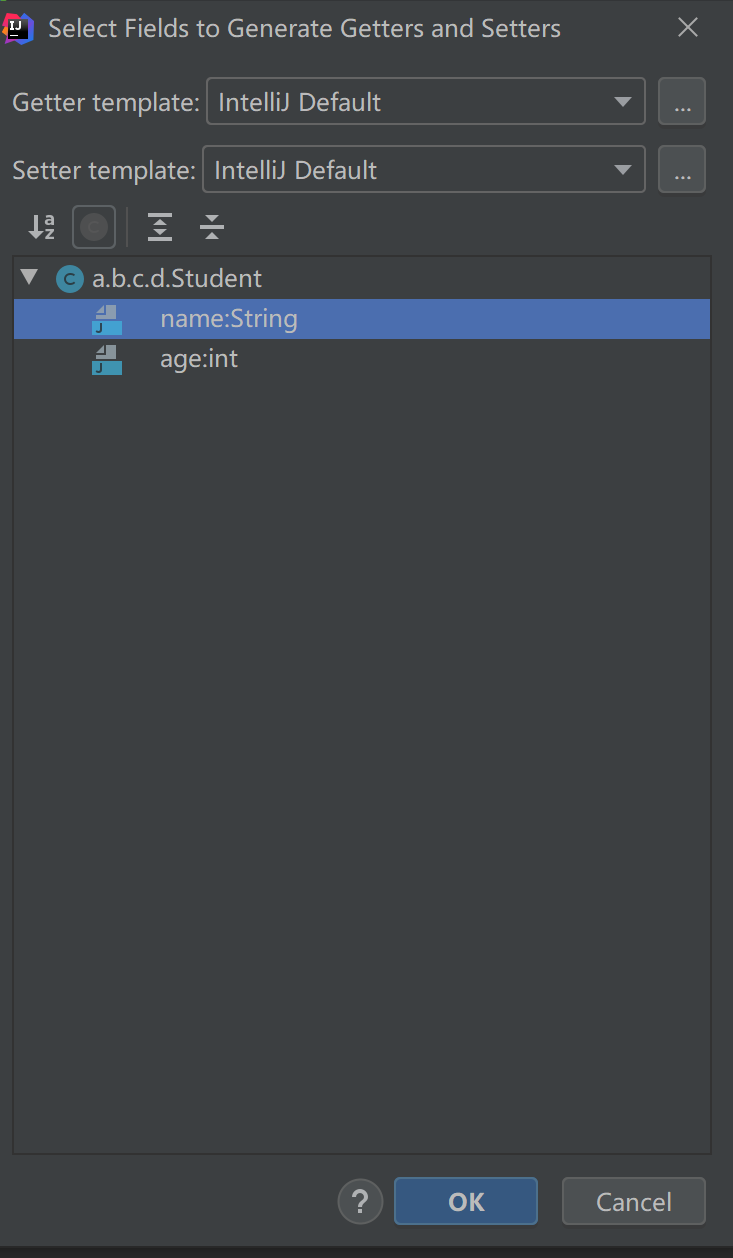 IJ Select Fields to Generate Getters and Setters
Getter template: IntelliJ Default ...
Setter template: IntelliJ Default ...
a z C
C a.b.c.d.Student
J name:String
J age:int
? OK Cancel